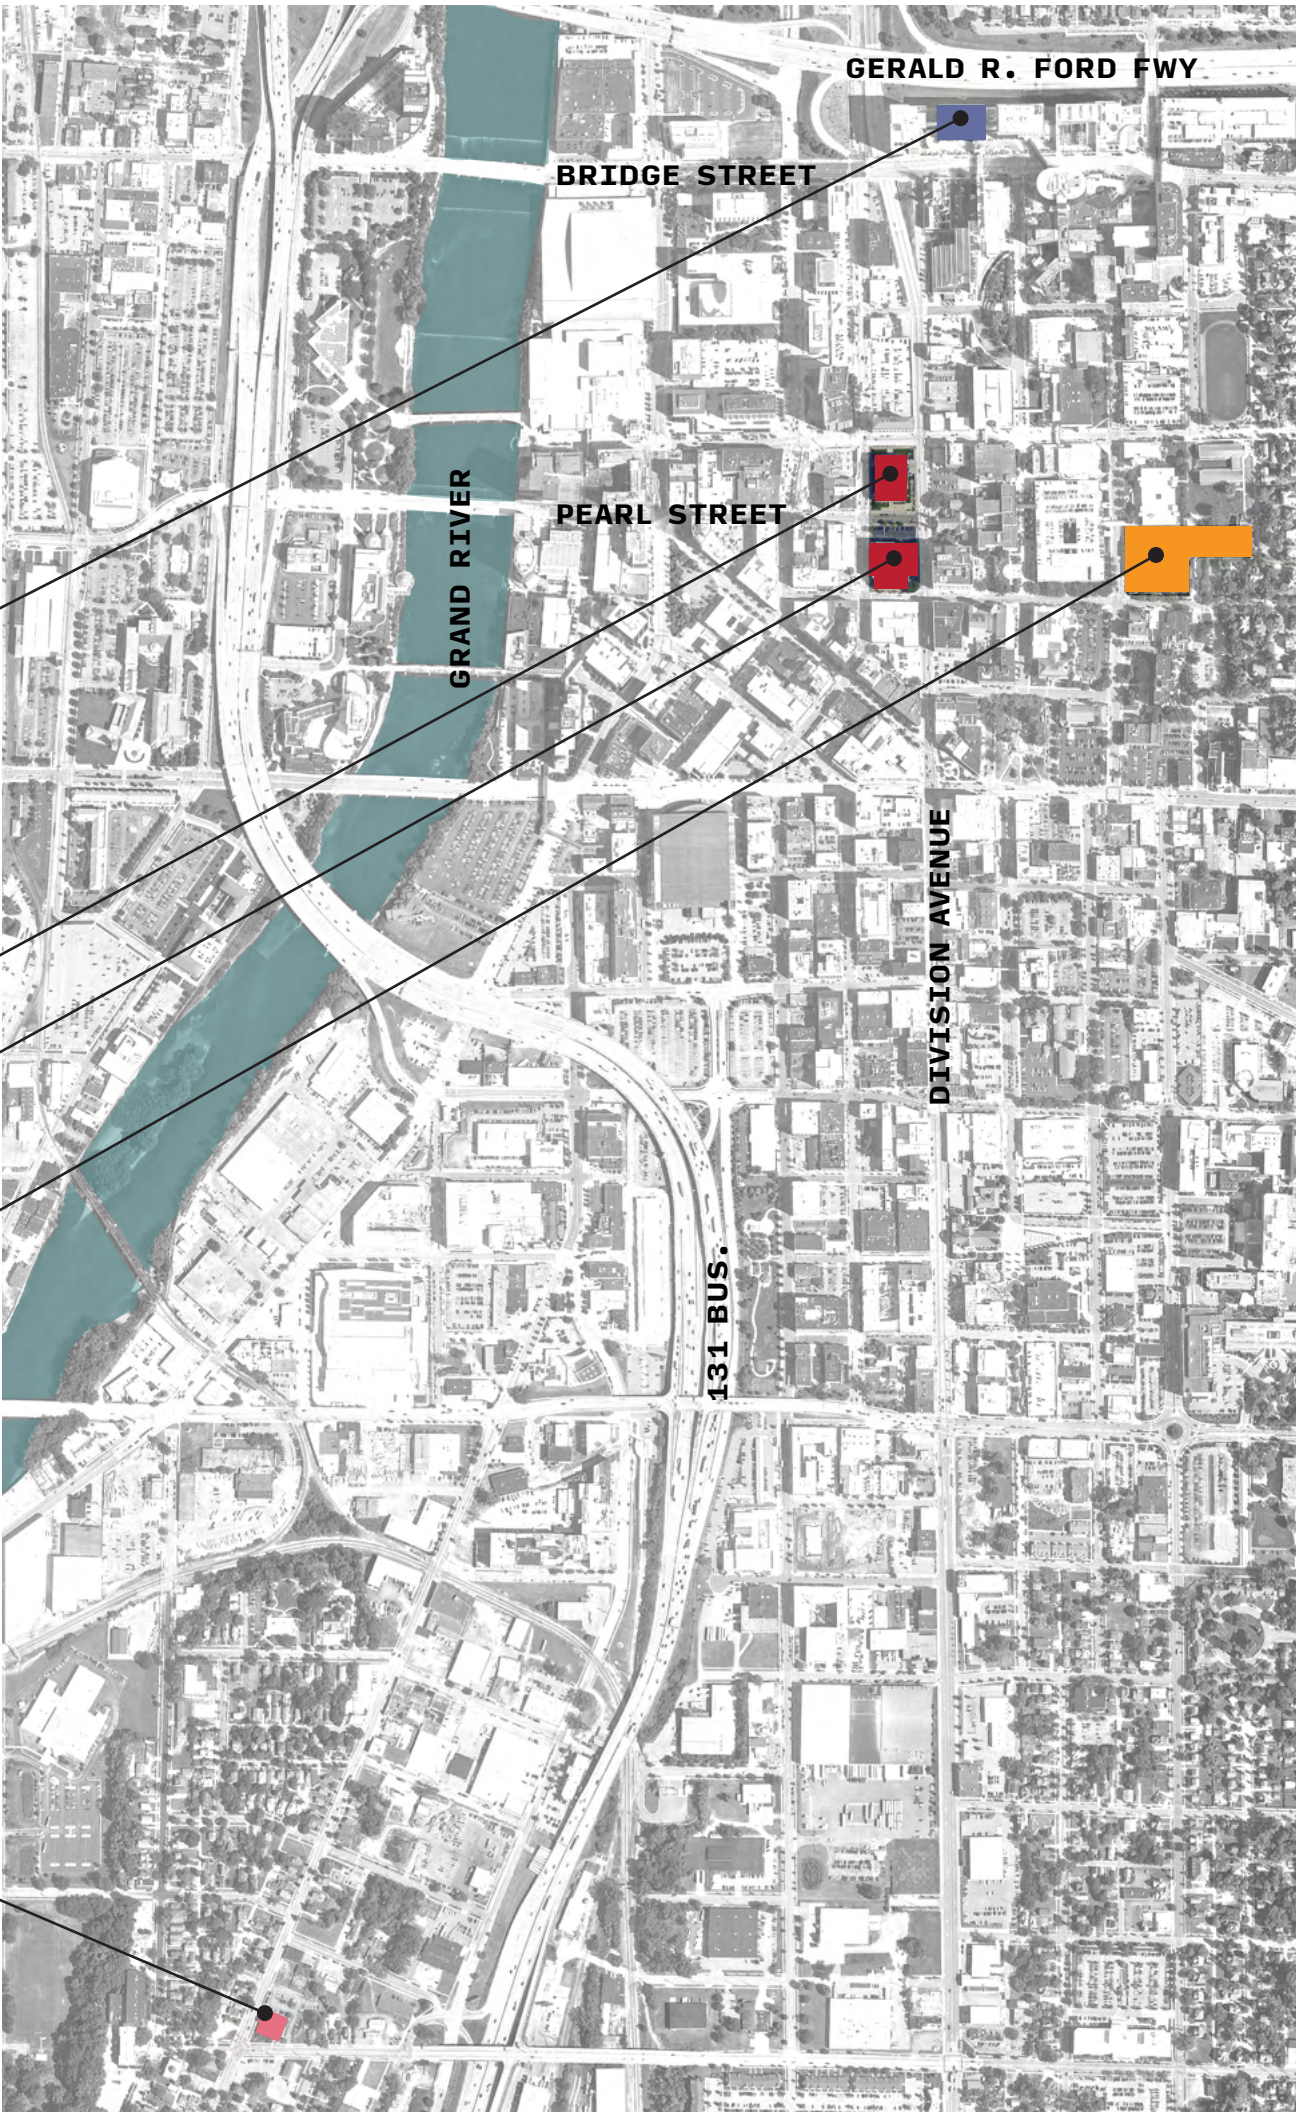 GERALD R. FORD FWY
BRIDGE STREET
PEARL STREET
GRAND RIVER
DIVISION AVENUE
131 BUS.